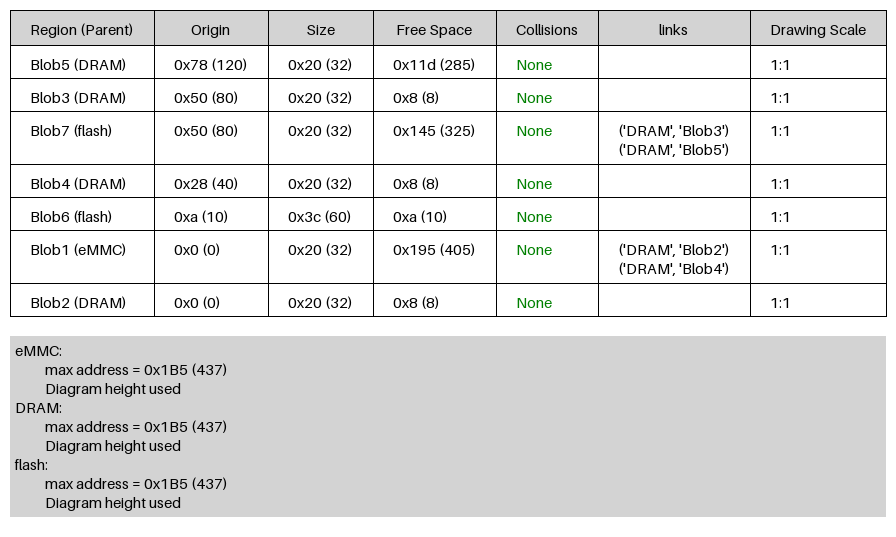 Region (Parent) Origin Size Free Space Collisions links Drawing Scale
Blob5 (DRAM) 0x78 (120) 0x20 (32) 0x11d (285) None 1:1
Blob3 (DRAM) 0x50 (80) 0x20 (32) 0x8 (8) None 1:1
Blob7 (flash) 0x50 (80) 0x20 (32) 0x145 (325) None ('DRAM', 'Blob3') 1:1
('DRAM', 'Blob5')
Blob4 (DRAM) 0x28 (40) 0x20 (32) 0x8 (8) None 1:1
Blob6 (flash) 0xa (10) 0x3c (60) 0xa (10) None 1:1
Blob1 (eMMC) 0x0 (0) 0x20 (32) 0x195 (405) None ('DRAM', 'Blob2') 1:1
('DRAM', 'Blob4')
Blob2 (DRAM) 0x0 (0) 0x20 (32) 0x8 (8) None 1:1
eMMC:
max address = 0x1B5 (437)
Diagram height used
DRAM:
max address = 0x1B5 (437)
Diagram height used
flash:
max address = 0x1B5 (437)
Diagram height used